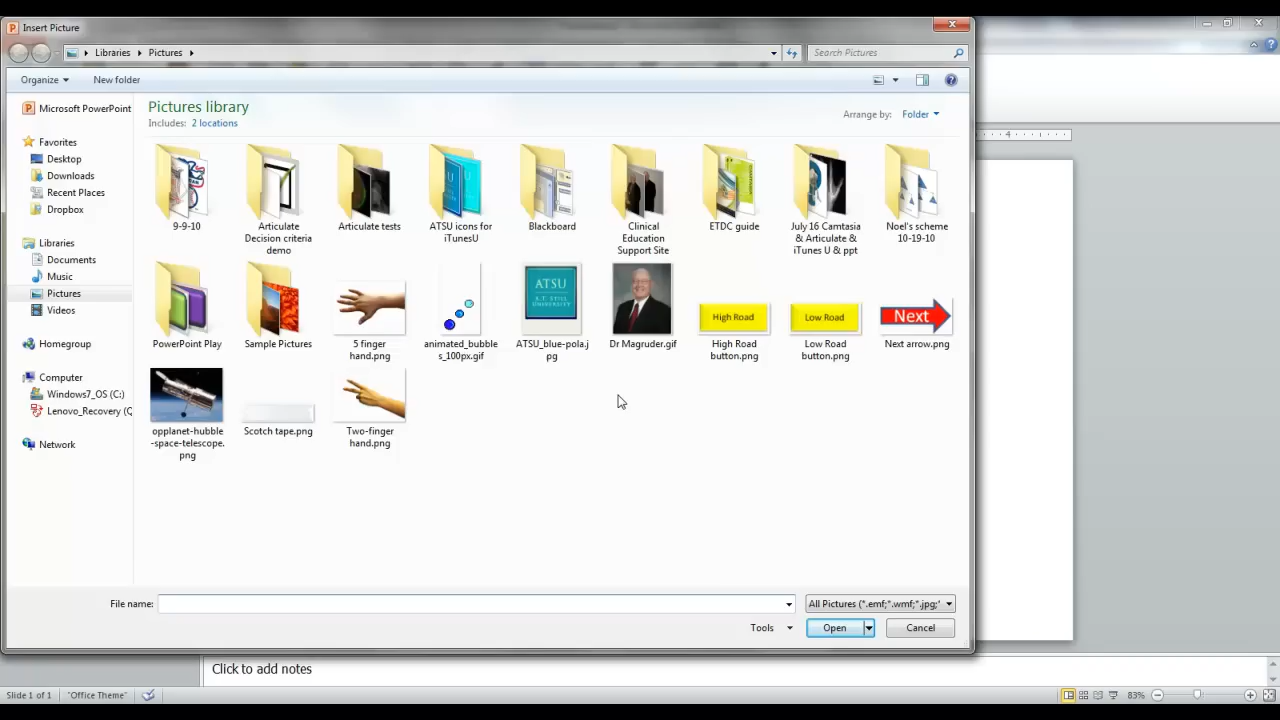 Insert Picture
Libraries
Pictures
Search Pictures
Organize
New folder
Microsoft PowerPoint
Favorites
Desktop
Downloads
Recent Places
Dropbox
Libraries
Documents
Music
Pictures
Videos
Homegroup
Computer
Windows7_OS (C:)
Lenovo_Recovery (Q
Network
Pictures library
Includes: 2 locations
Arrange by: Folder
9-9-10
Articulate
Decision criteria
demo
Articulate tests
ATSU icons for
iTunesU
Blackboard
Clinical
Education
Support Site
ETDC guide
July 16 Camtasia
& Articulate &
iTunes U & ppt
Noel's scheme
10-19-10
PowerPoint Play
Sample Pictures
5 finger
hand.png
animated_bubble
s_100px.gif
ATSU
A.T. STILL
UNIVERSITY
ATSU_blue-pola.j
pg
Dr Magruder.gif
High Road
High Road
button.png
Low Road
Low Road
button.png
Next
Next arrow.png
opplanet-hubble
-space-telescope.
png
Scotch tape.png
Two-finger
hand.png
File name:
All Pictures (*.emf;*.wmf;*.jpg;*
Tools
Open
Cancel
Click to add notes
Slide 1 of 1
"Office Theme"
83%
4